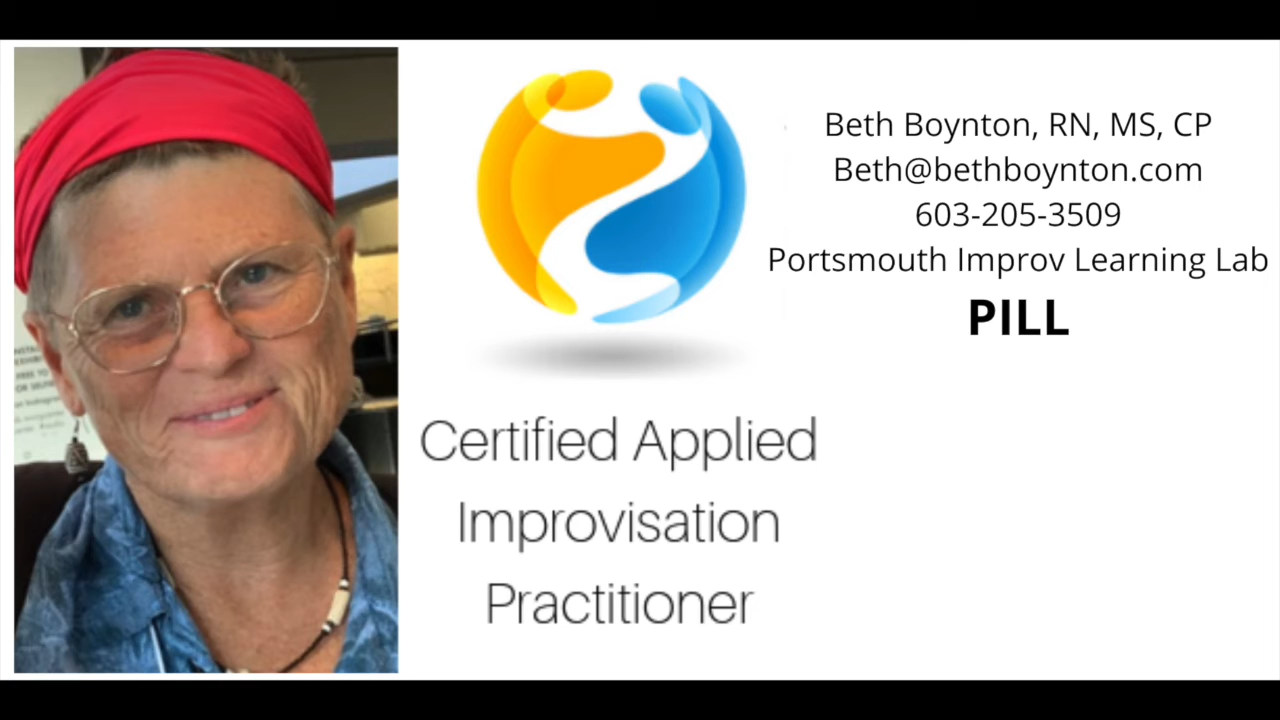 Beth Boynton, RN, MS, CP
Beth@bethboynton.com
603-205-3509
Portsmouth Improv Learning Lab
PILL
Certified Applied
Improvisation
Practitioner